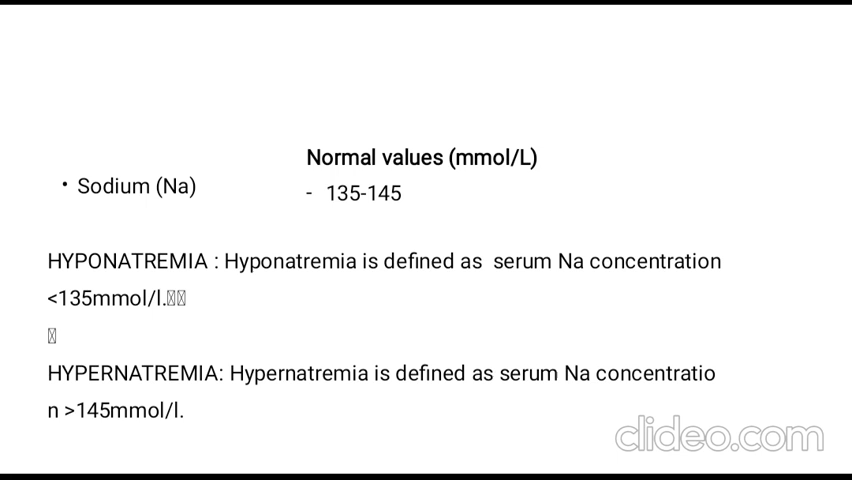 Normal values (mmol/L)
• Sodium (Na)
- 135-145
HYPONATREMIA : Hyponatremia is defined as serum Na concentration
<135mmol/l.
HYPERNATREMIA: Hypernatremia is defined as serum Na concentratio
n >145mmol/l.
clideo.com